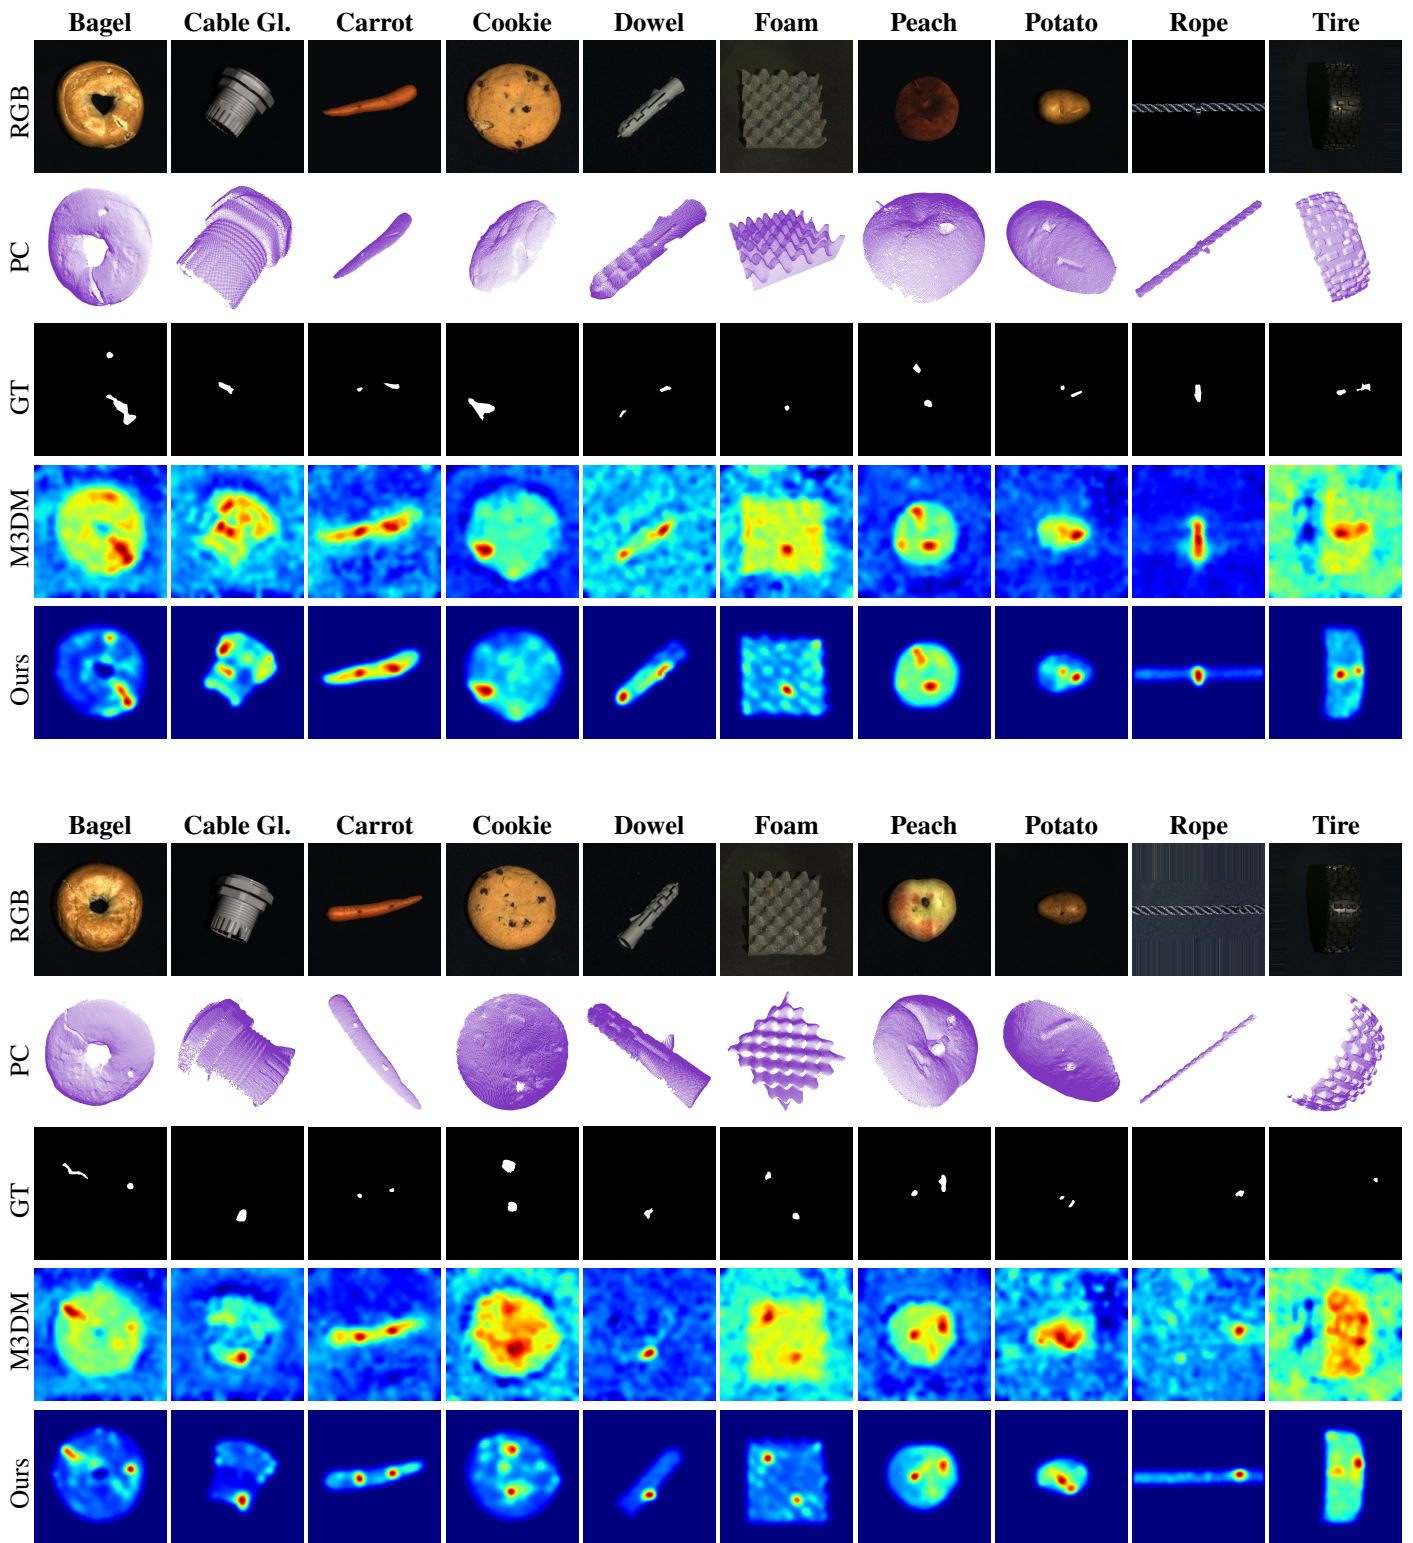 Bagel Cable Gl. Carrot Cookie Dowel Foam Peach Potato Rope Tire
RGB
PC
GT
M3DM
Ours
Bagel Cable Gl. Carrot Cookie Dowel Foam Peach Potato Rope Tire
RGB
PC
GT
M3DM
Ours